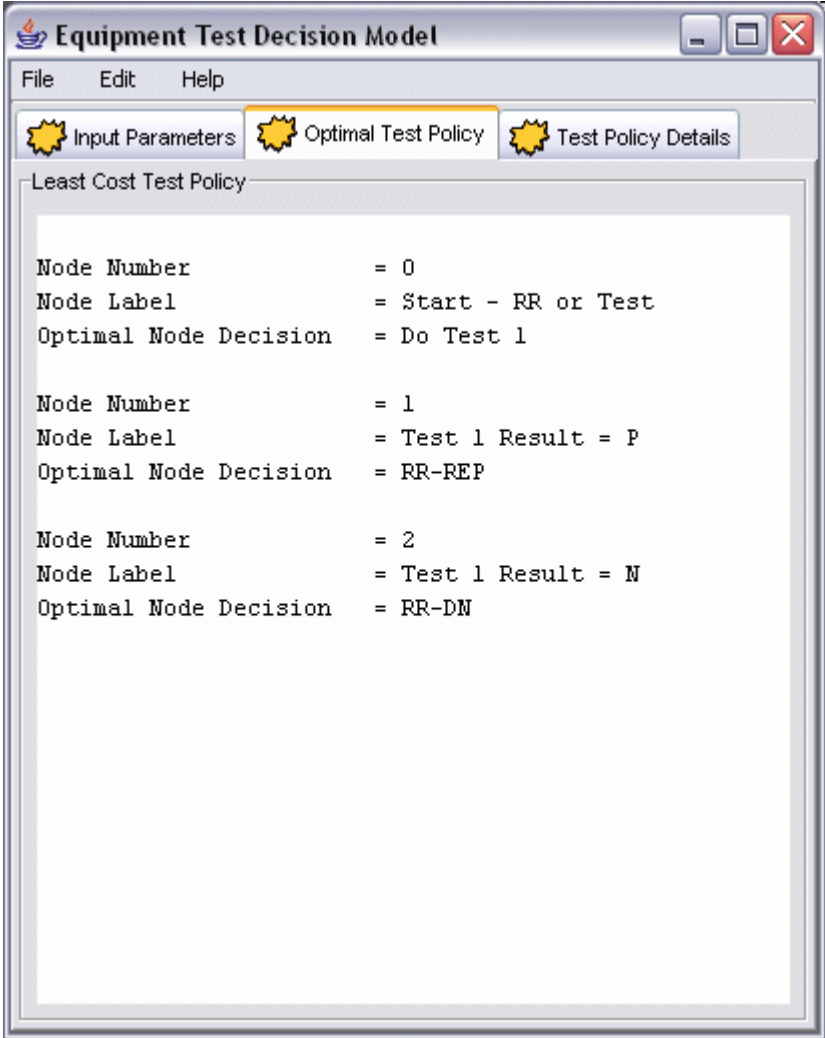 Equipment Test Decision Model
File Edit Help
Input Parameters Optimal Test Policy Test Policy Details
Least Cost Test Policy
Node Number = 0
Node Label = Start - RR or Test
Optimal Node Decision = Do Test 1
Node Number = 1
Node Label = Test 1 Result = P
Optimal Node Decision = RR-REP
Node Number = 2
Node Label = Test 1 Result = N
Optimal Node Decision = RR-DN